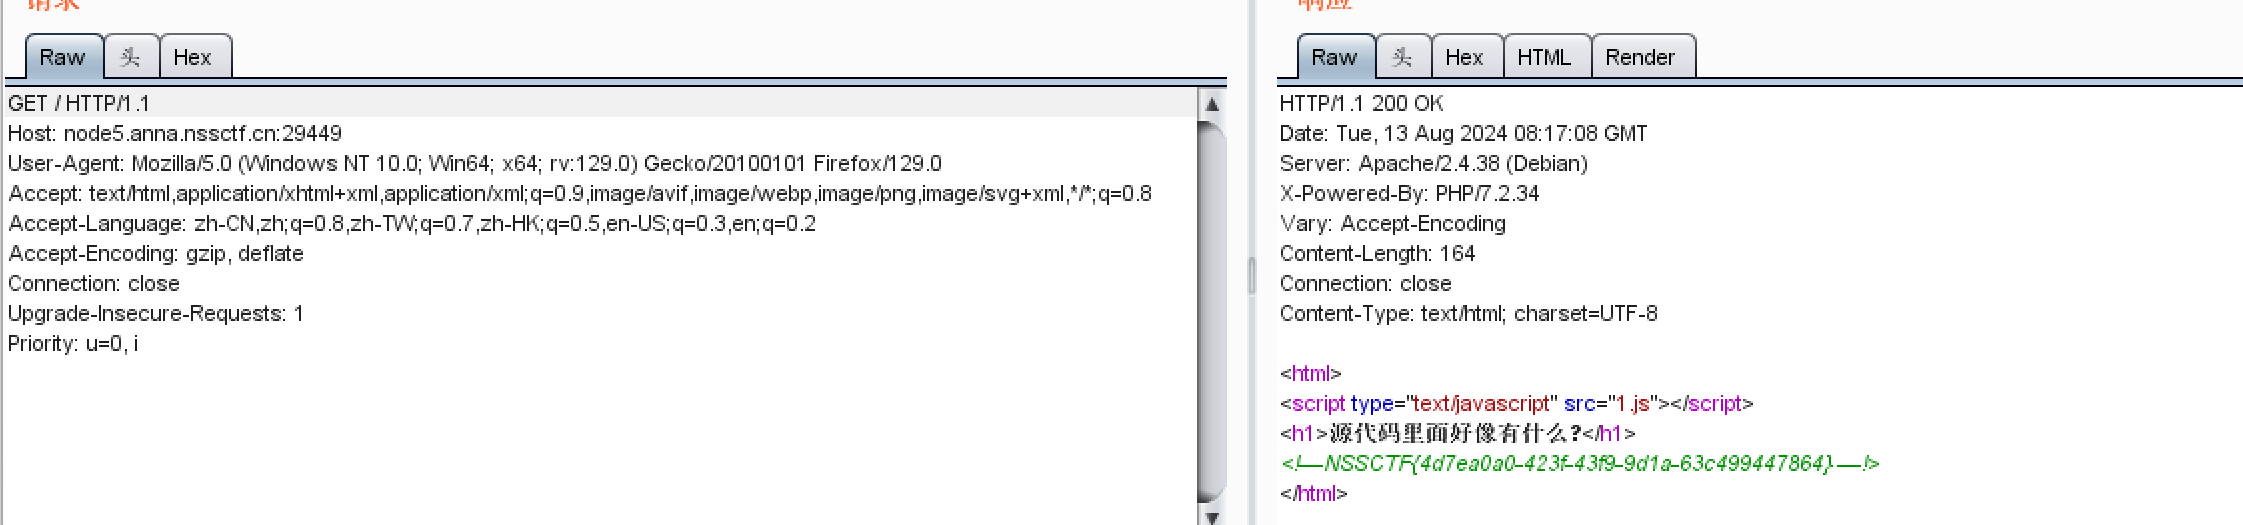 请求
Raw 头 Hex
GET / HTTP/1.1
Host: node5.anna.nssctf.cn:29449
User-Agent: Mozilla/5.0 (Windows NT 10.0; Win64; x64; rv:129.0) Gecko/20100101 Firefox/129.0
Accept: text/html,application/xhtml+xml,application/xml;q=0.9,image/avif,image/webp,image/png,image/svg+xml,*/*;q=0.8
Accept-Language: zh-CN,zh;q=0.8,zh-TW;q=0.7,zh-HK;q=0.5,en-US;q=0.3,en;q=0.2
Accept-Encoding: gzip, deflate
Connection: close
Upgrade-Insecure-Requests: 1
Priority: u=0, i
响应
Raw 头 Hex HTML Render
HTTP/1.1 200 OK
Date: Tue, 13 Aug 2024 08:17:08 GMT
Server: Apache/2.4.38 (Debian)
X-Powered-By: PHP/7.2.34
Vary: Accept-Encoding
Content-Length: 164
Connection: close
Content-Type: text/html; charset=UTF-8
<html>
<script type="text/javascript" src="1.js"></script>
<h1>源代码里面好像有什么?</h1>
<!--NSSCTF{4d7ea0a0-423f-43f9-9d1a-63c499447864} --!>
</html>